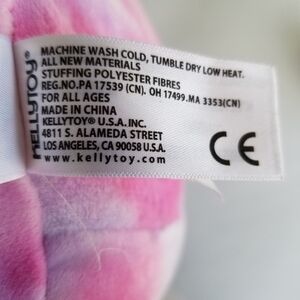 KELLYTOY®
MACHINE WASH COLD, TUMBLE DRY LOW HEAT.
ALL NEW MATERIALS
STUFFING POLYESTER FIBRES
REG.NO.PA 17539 (CN). OH 17499.MA 3353(CN)
FOR ALL AGES
MADE IN CHINA
KELLYTOY® U.S.A.INC.
4811 S. ALAMEDA STREET
LOS ANGELES, CA 90058 U.S.A.
www.kellytoy.com
CE